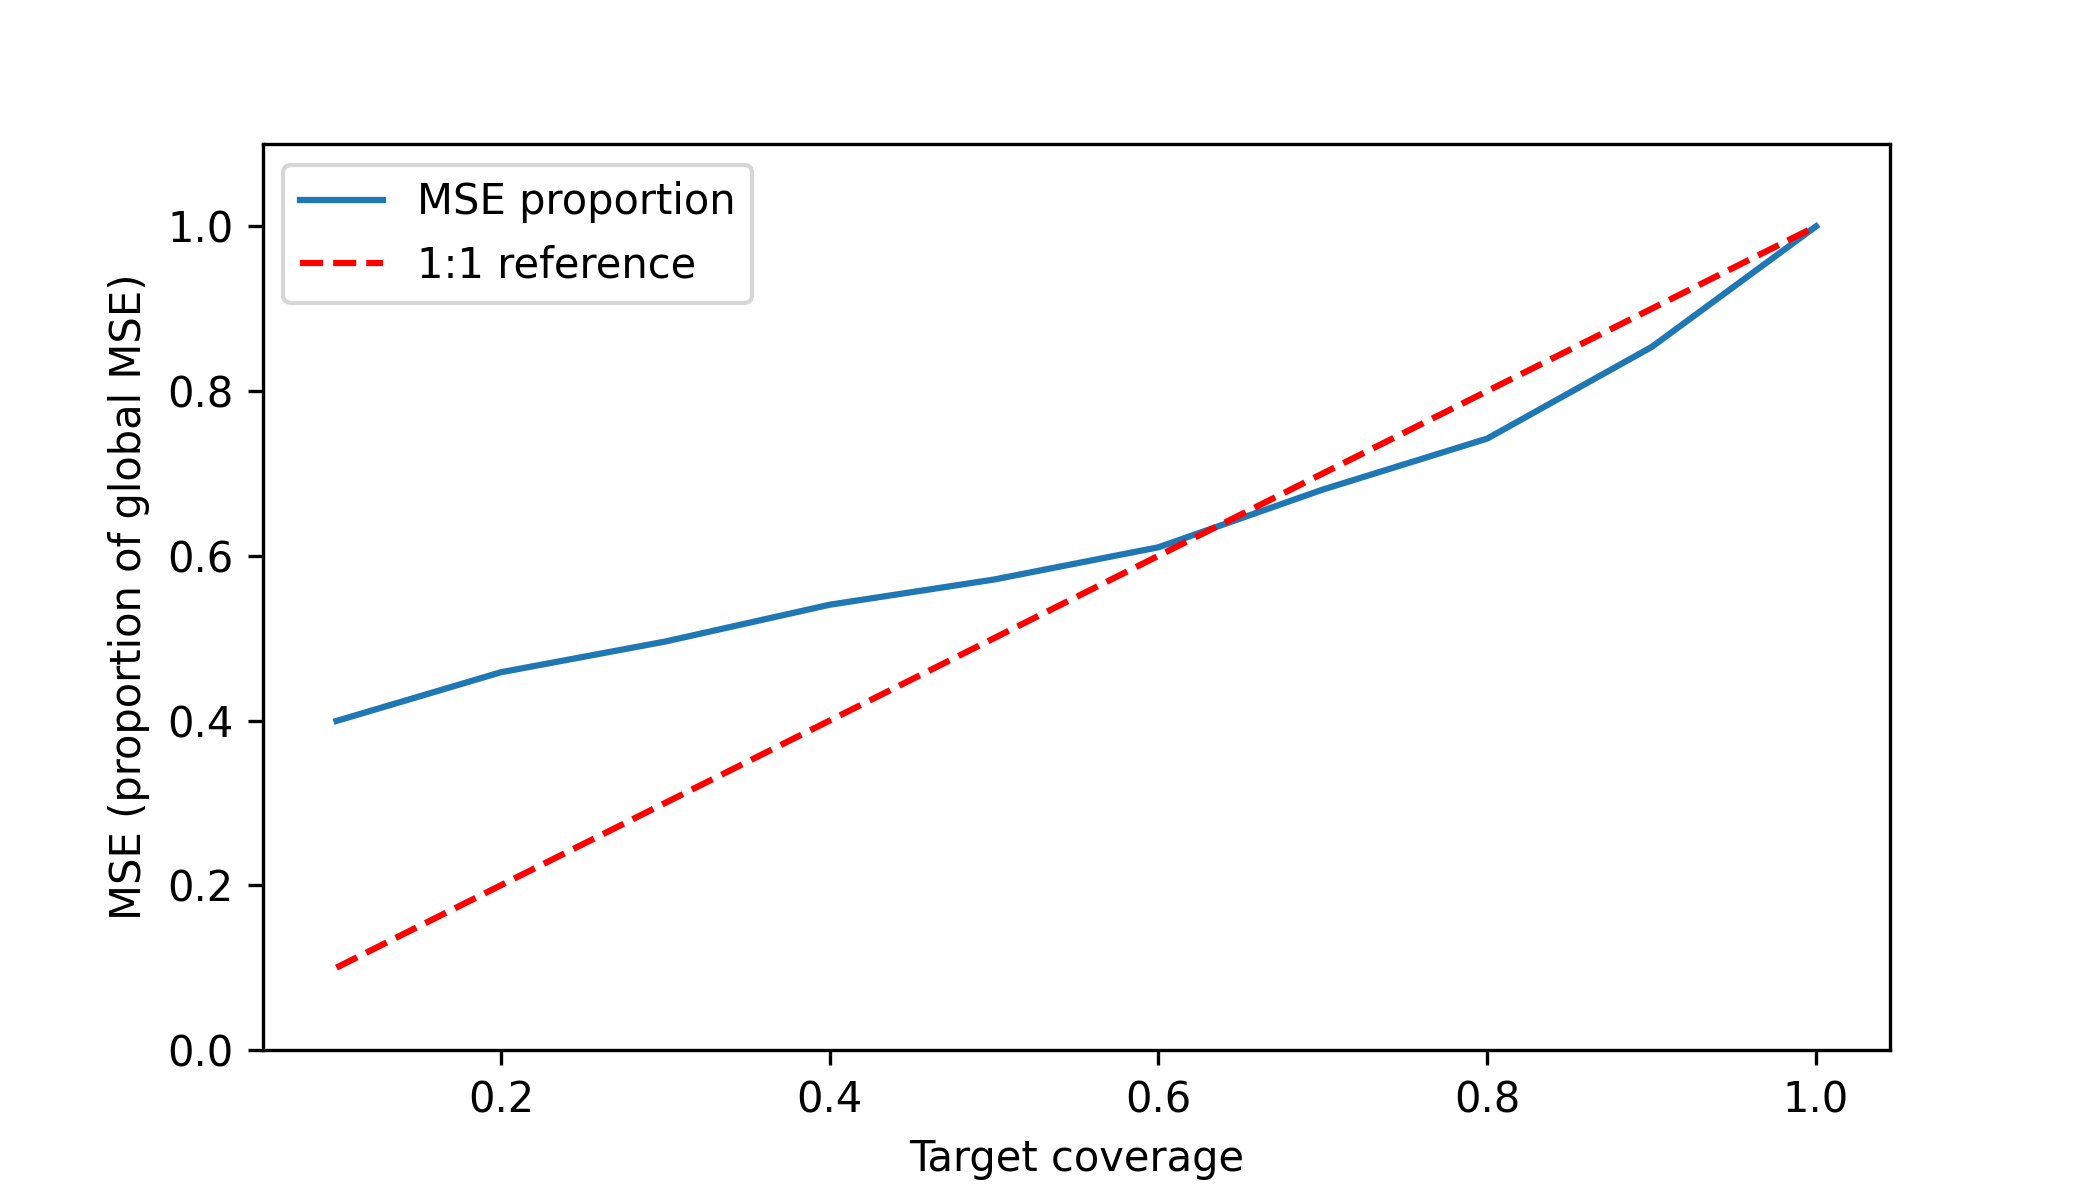 MSE proportion
1:1 reference
MSE (proportion of global MSE)
1.0
0.8
0.6
0.4
0.2
0.0
0.2 0.4 0.6 0.8 1.0
Target coverage